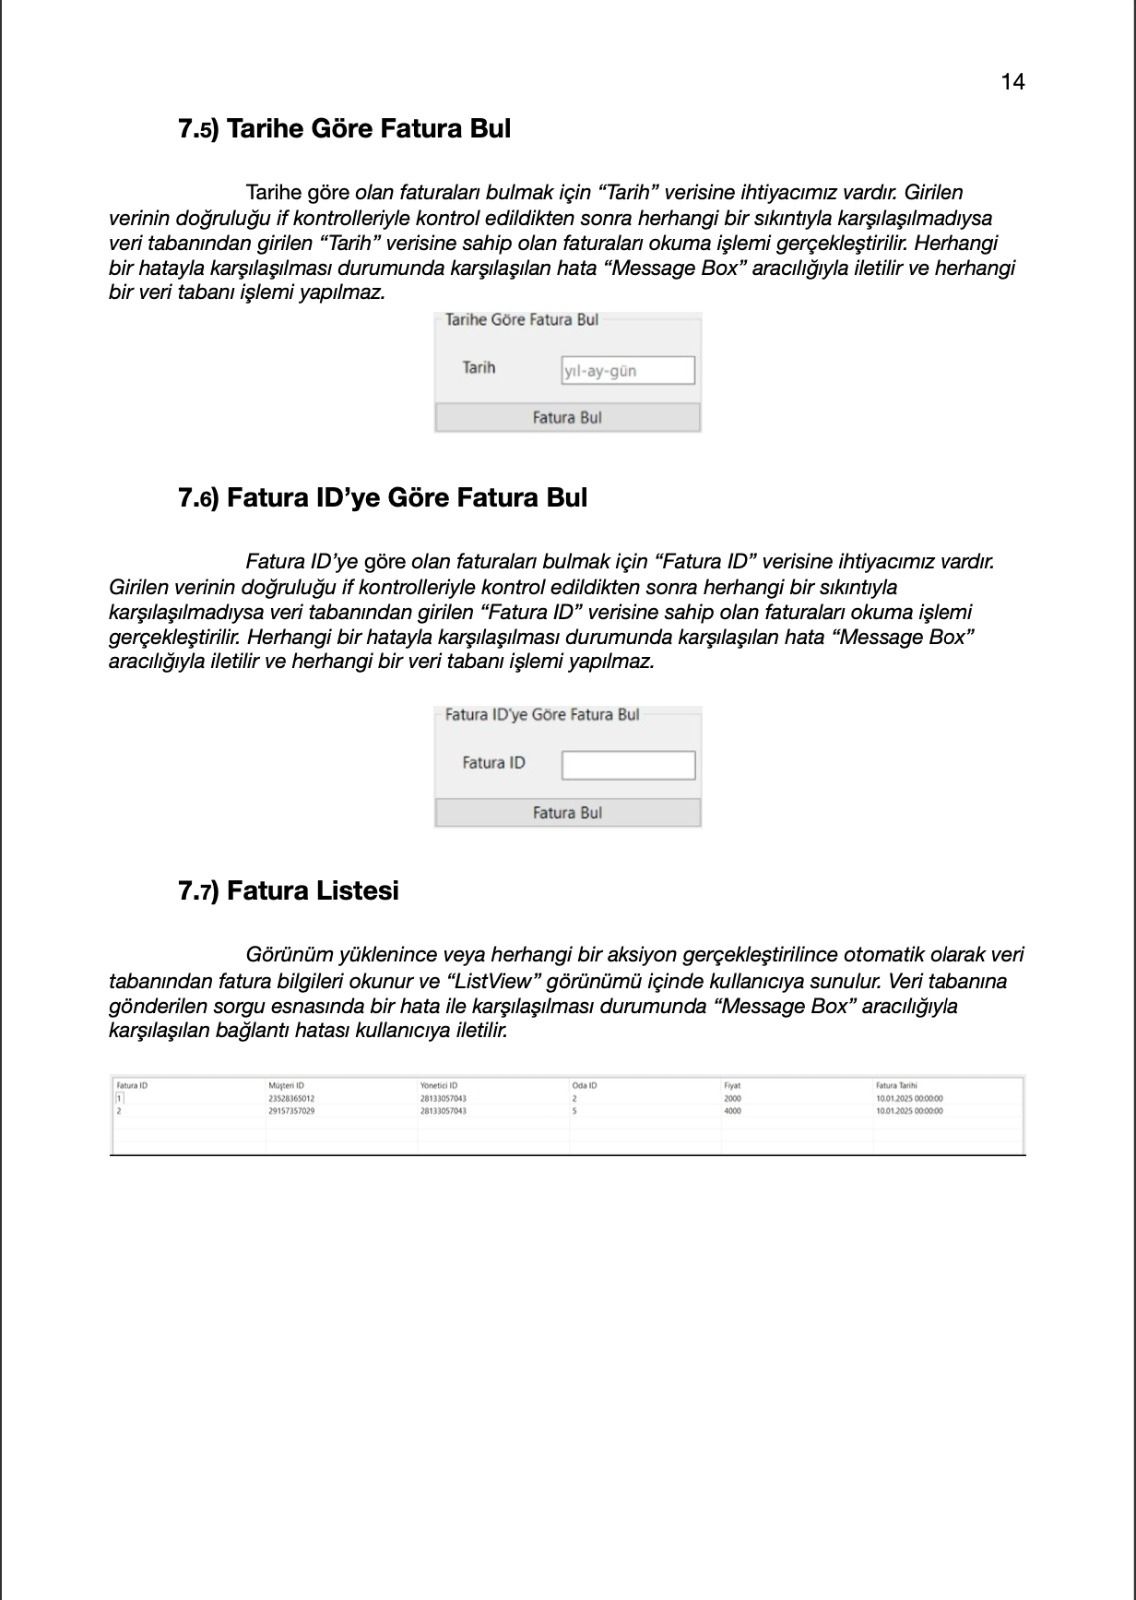 14
7.5) Tarihe Göre Fatura Bul
Tarihe göre olan faturaları bulmak için “Tarih” verisine ihtiyacımız vardır. Girilen
verinin doğruluğu if kontrolleriyle kontrol edildikten sonra herhangi bir sıkıntıyla karşılaşılmadıysa
veri tabanından girilen “Tarih” verisine sahip olan faturaları okuma işlemi gerçekleştirilir. Herhangi
bir hatayla karşılaşılması durumunda karşılaşılan hata “Message Box” aracılığıyla iletilir ve herhangi
bir veri tabanı işlemi yapılmaz.
Tarihe Göre Fatura Bul
Tarih yıl-ay-gün
Fatura Bul
7.6) Fatura ID’ye Göre Fatura Bul
Fatura ID’ye göre olan faturaları bulmak için “Fatura ID” verisine ihtiyacımız vardır.
Girilen verinin doğruluğu if kontrolleriyle kontrol edildikten sonra herhangi bir sıkıntıyla
karşılaşılmadıysa veri tabanından girilen “Fatura ID” verisine sahip olan faturaları okuma işlemi
gerçekleştirilir. Herhangi bir hatayla karşılaşılması durumunda karşılaşılan hata “Message Box”
aracılığıyla iletilir ve herhangi bir veri tabanı işlemi yapılmaz.
Fatura ID'ye Göre Fatura Bul
Fatura ID
Fatura Bul
7.7) Fatura Listesi
Görünüm yüklenince veya herhangi bir aksiyon gerçekleştirilince otomatik olarak veri
tabanından fatura bilgileri okunur ve “ListView” görünümü içinde kullanıcıya sunulur. Veri tabanına
gönderilen sorgu esnasında bir hata ile karşılaşılması durumunda “Message Box” aracılığıyla
karşılaşılan bağlantı hatası kullanıcıya iletilir.
Fatura ID Müşteri ID Yönetici ID Oda ID Fiyat Fatura Tarihi
1 23528365012 28133057043 2 2000 10.01.2025 00:00:00
2 29157357029 28133057043 5 4000 10.01.2025 00:00:00